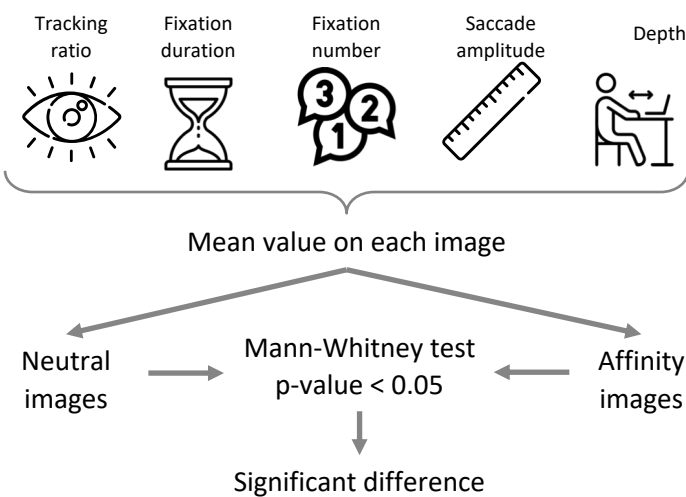 Tracking
ratio
Fixation
duration
Fixation
number
Saccade
amplitude
Depth
3
2
1
Mean value on each image
Neutral
images
Mann-Whitney test
p-value < 0.05
Affinity
images
Significant difference